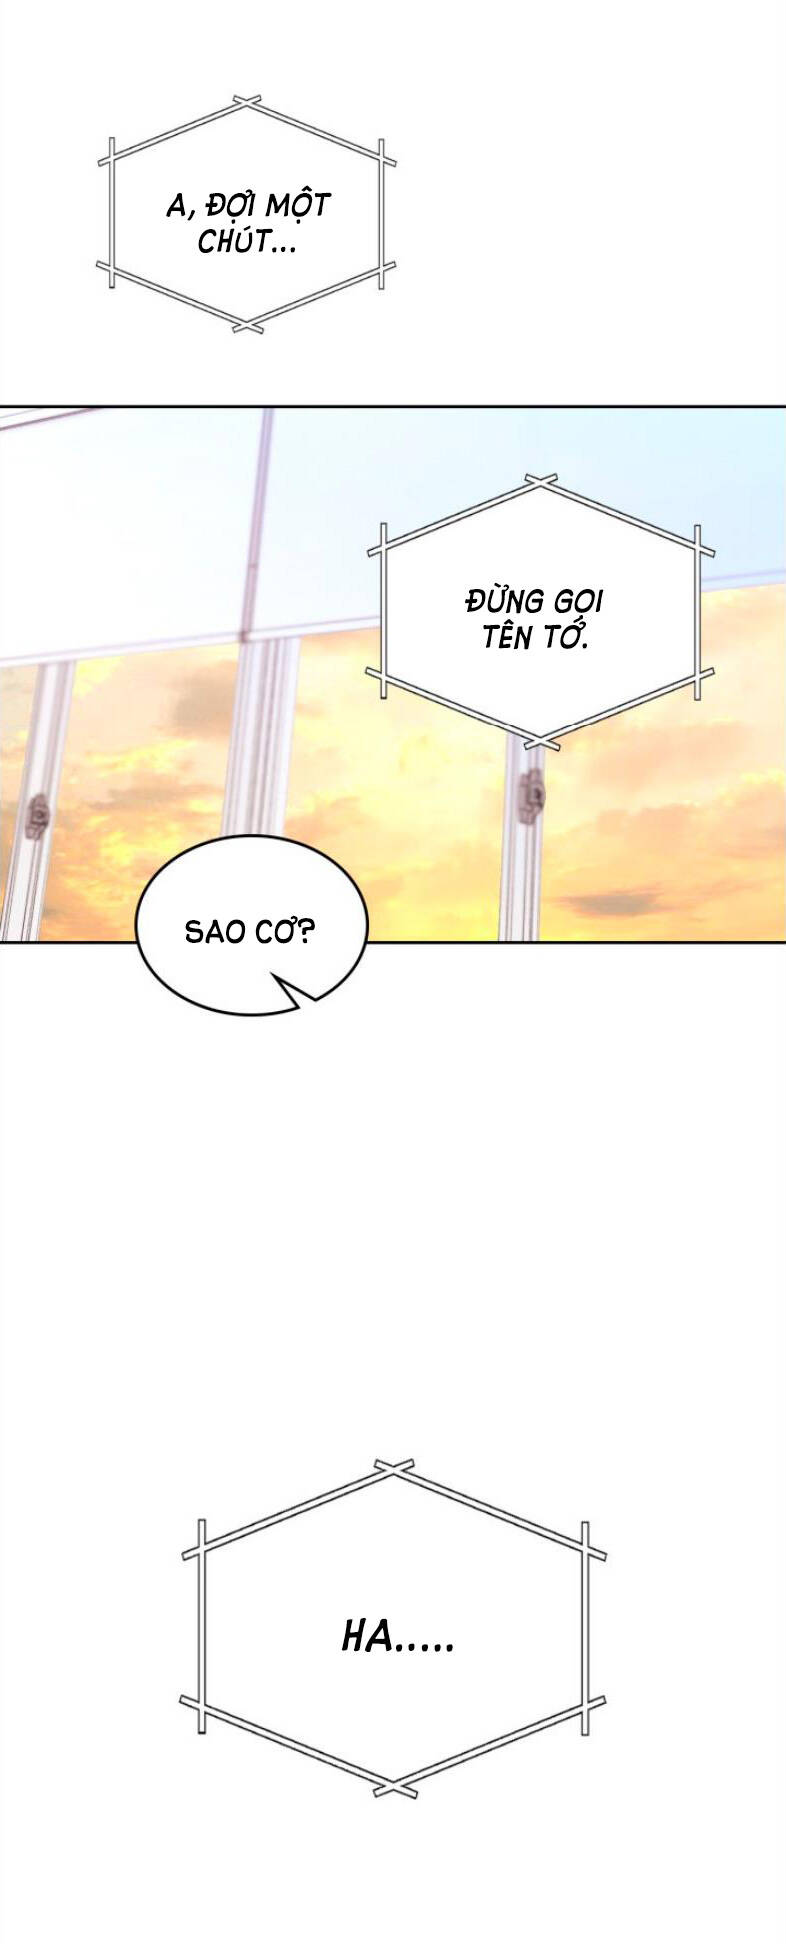 A, ĐỢI MỘT
CHÚT...
ĐỪNG GỌI
TÊN TỚ.
SAO CƠ?
HA.....